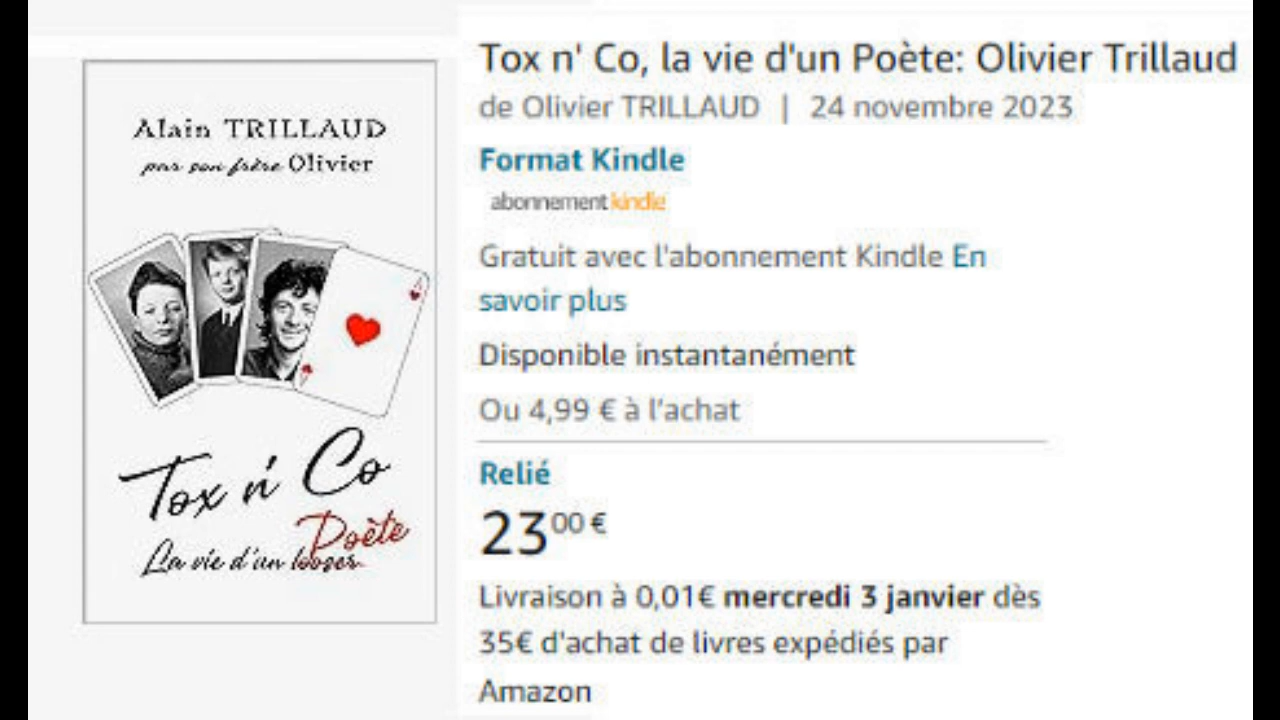 Alain TRILLAUD
par son frère Olivier
Tox n' Co
Poète
La vie d'un looser
Tox n' Co, la vie d'un Poète: Olivier Trillaud
de Olivier TRILLAUD | 24 novembre 2023
Format Kindle
abonnement kindle
Gratuit avec l'abonnement Kindle En
savoir plus
Disponible instantanément
Ou 4,99 € à l'achat
Relié
23,00 €
Livraison à 0,01€ mercredi 3 janvier dès
35€ d'achat de livres expédiés par
Amazon